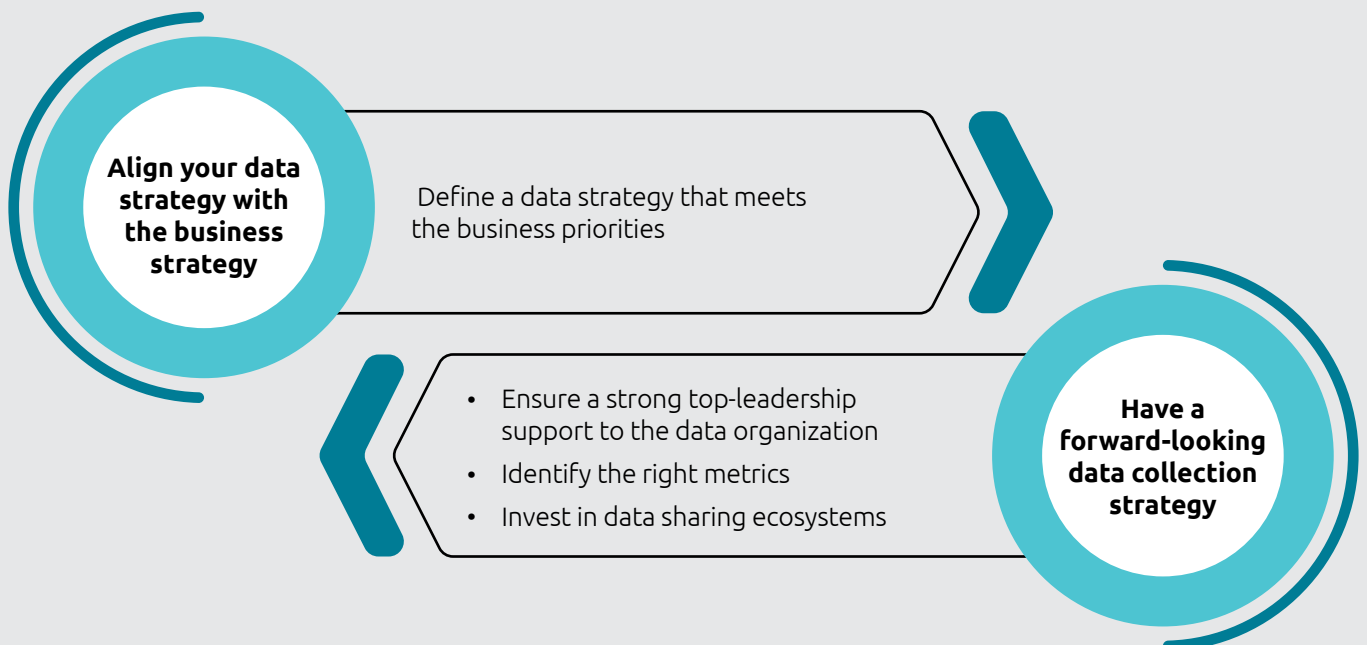 Align your data
strategy with
the business
strategy
Define a data strategy that meets
the business priorities
• Ensure a strong top-leadership
support to the data organization
• Identify the right metrics
• Invest in data sharing ecosystems
Have a
forward-looking
data collection
strategy